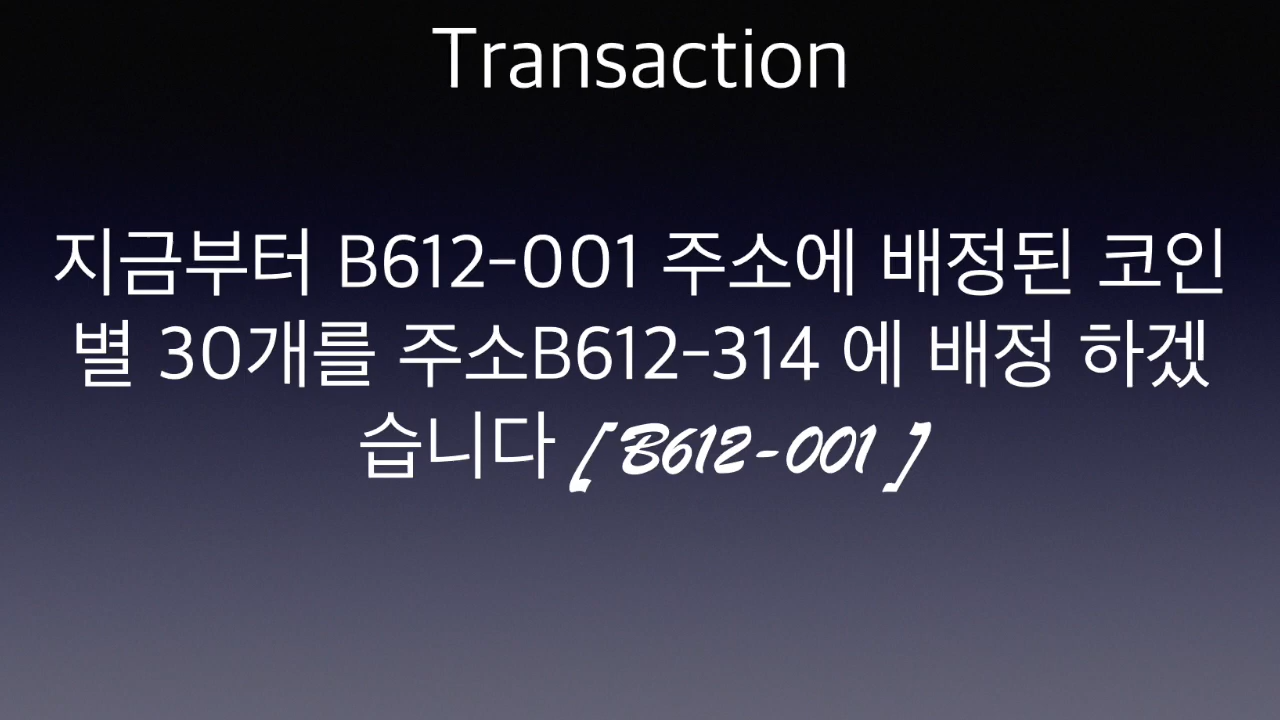 Transaction
지금부터 B612-001 주소에 배정된 코인
별 30개를 주소B612-314 에 배정 하겠
습니다 [ B612-001 ]